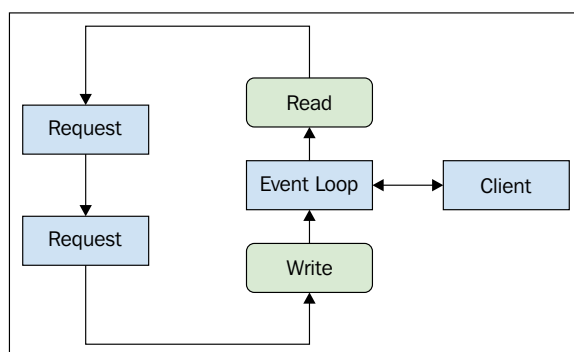 Read
Request
Event Loop
Client
Request
Write